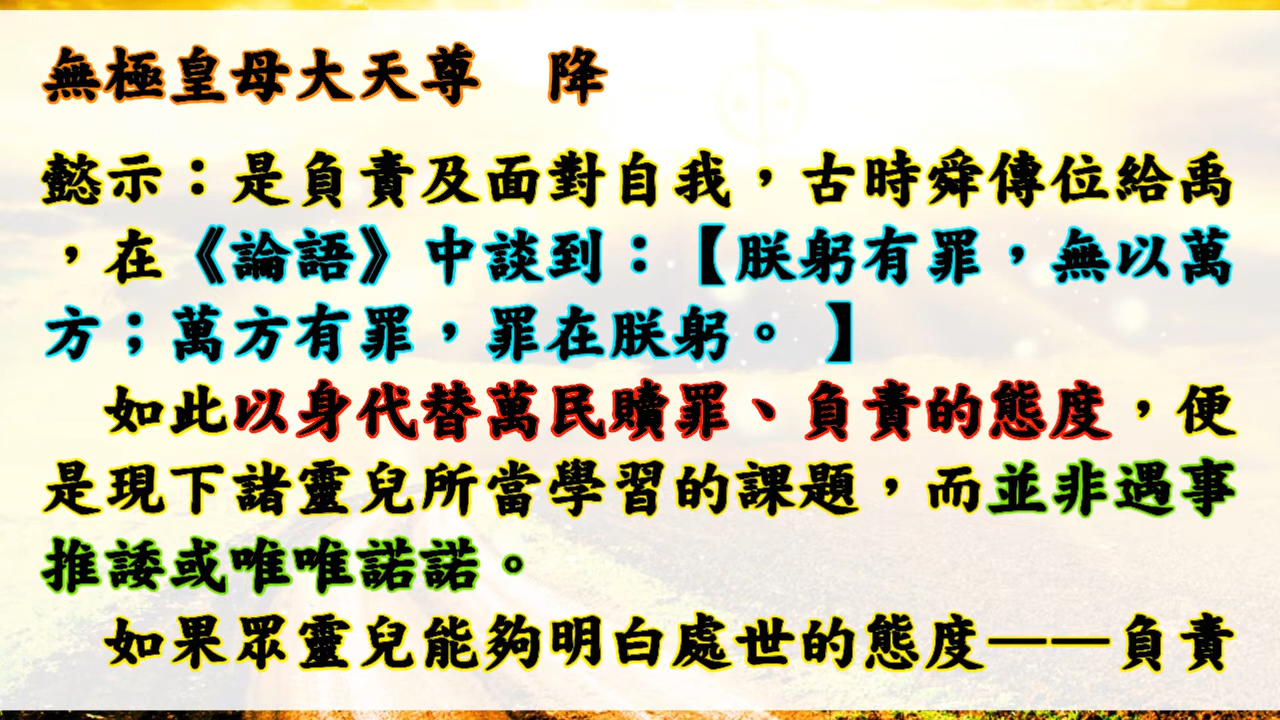 無極皇母大天尊　降
懿示：是負責及面對自我，古時舜傳位給禹
，在《論語》中談到：【朕躬有罪，無以萬
方；萬方有罪，罪在朕躬。】
如此以身代替萬民贖罪、負責的態度，便
是現下諸靈兒所當學習的課題，而並非遇事
推諉或唯唯諾諾。
如果眾靈兒能夠明白處世的態度——負責